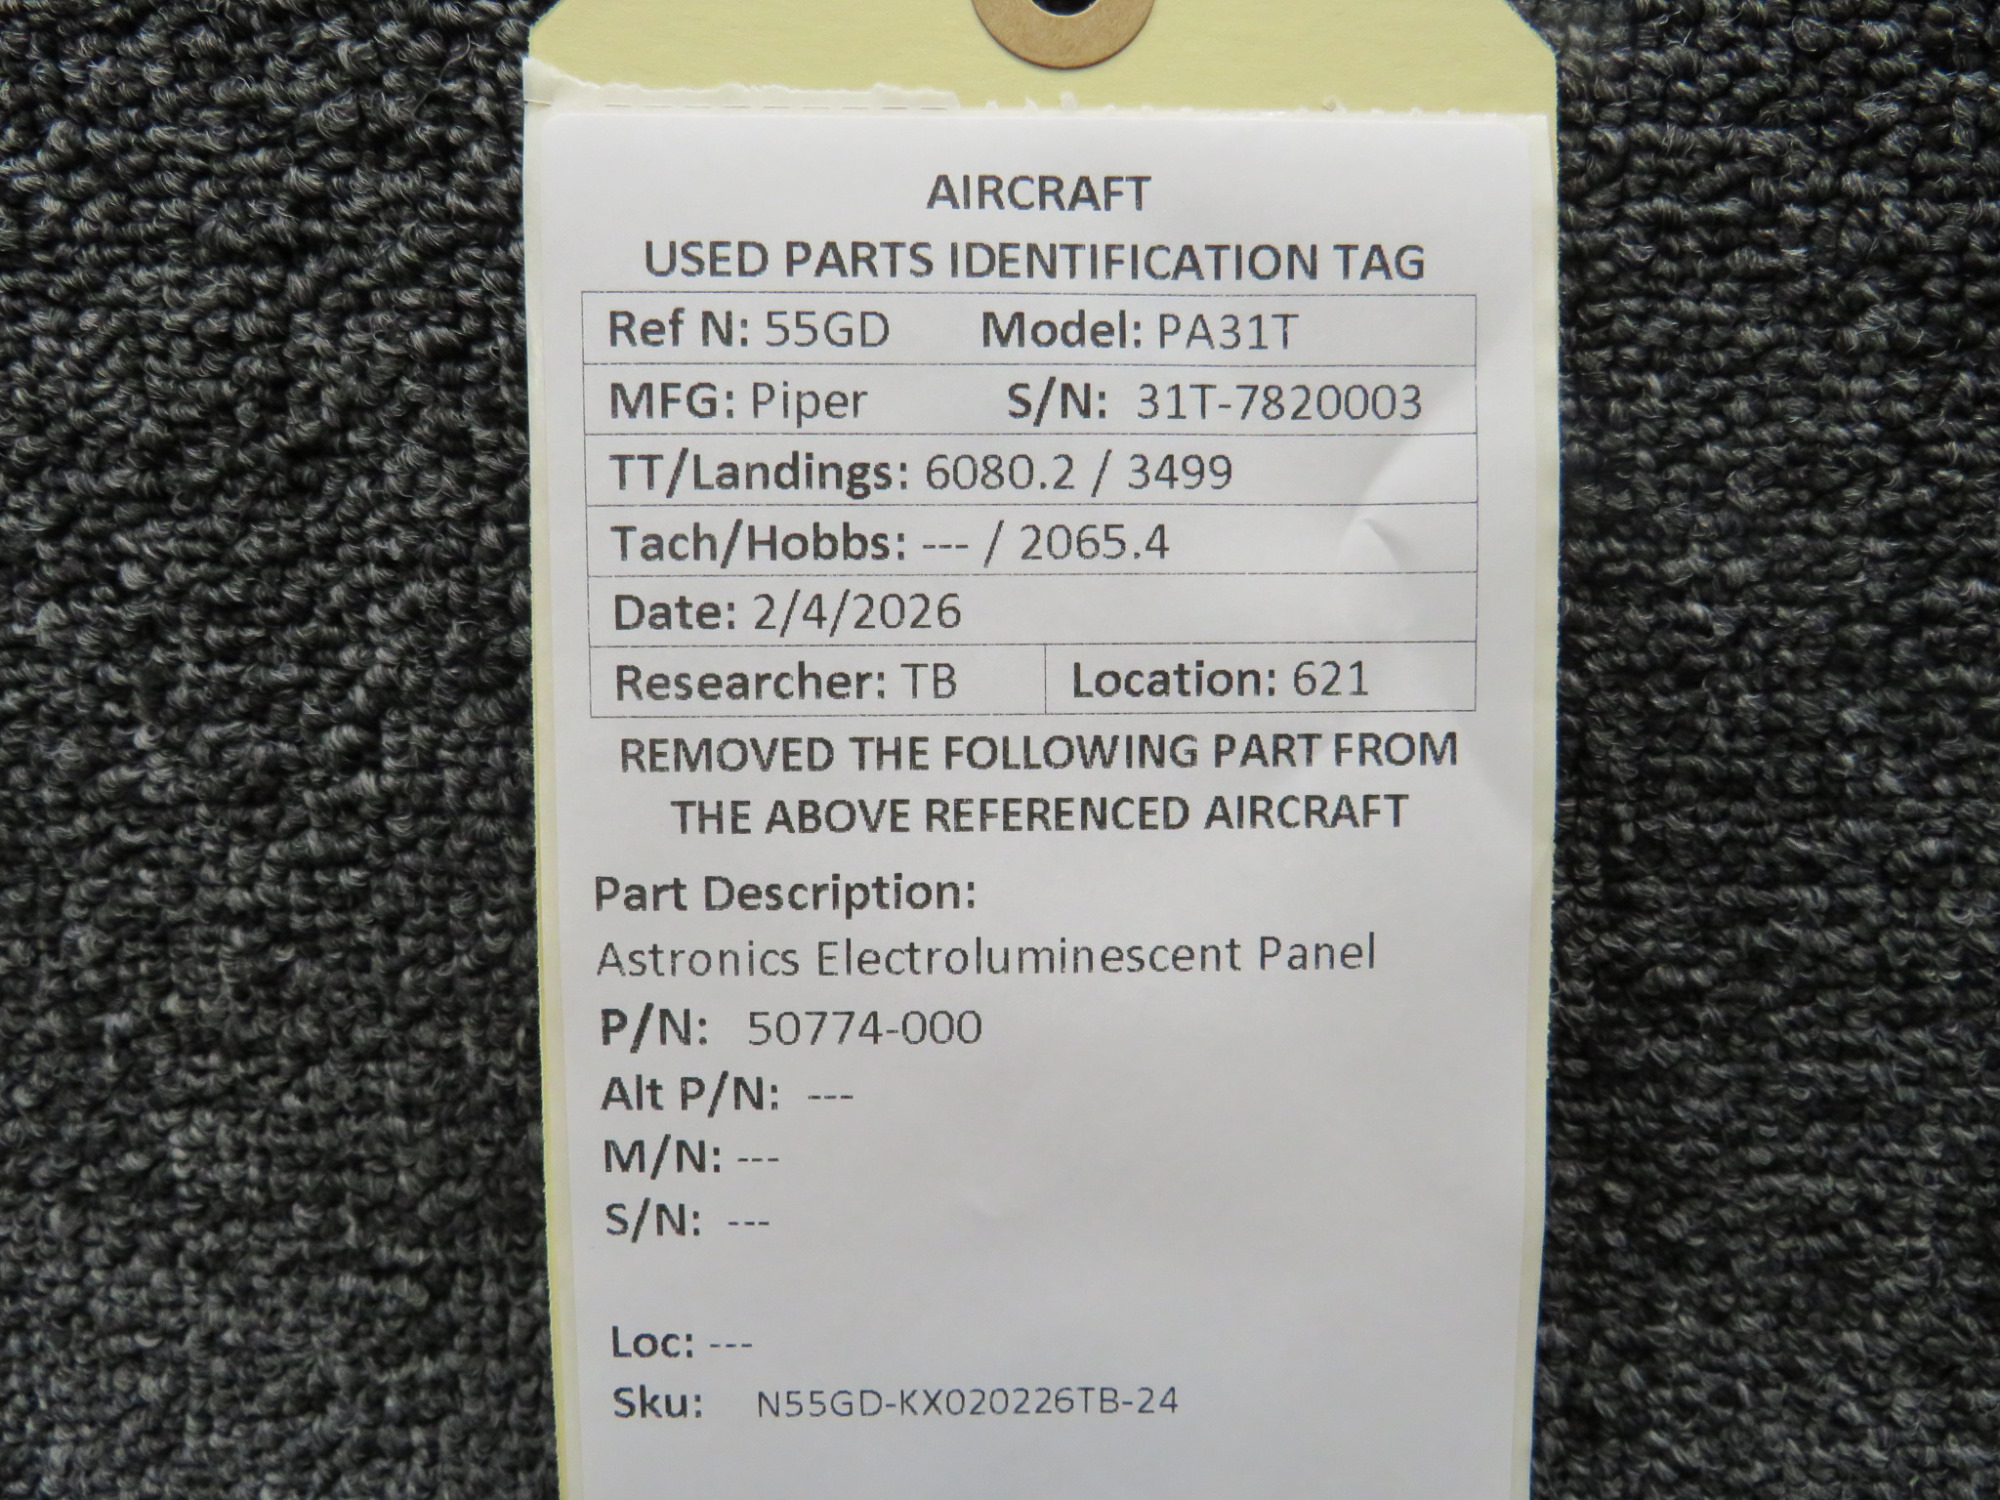 AIRCRAFT
USED PARTS IDENTIFICATION TAG
Ref N: 55GD Model: PA31T
MFG: Piper S/N: 31T-7820003
TT/Landings: 6080.2 / 3499
Tach/Hobbs: --- / 2065.4
Date: 2/4/2026
Researcher: TB Location: 621
REMOVED THE FOLLOWING PART FROM
THE ABOVE REFERENCED AIRCRAFT
Part Description:
Astronics Electroluminescent Panel
P/N: 50774-000
Alt P/N: ---
M/N: ---
S/N: ---
Loc: ---
Sku: N55GD-KX020226TB-24